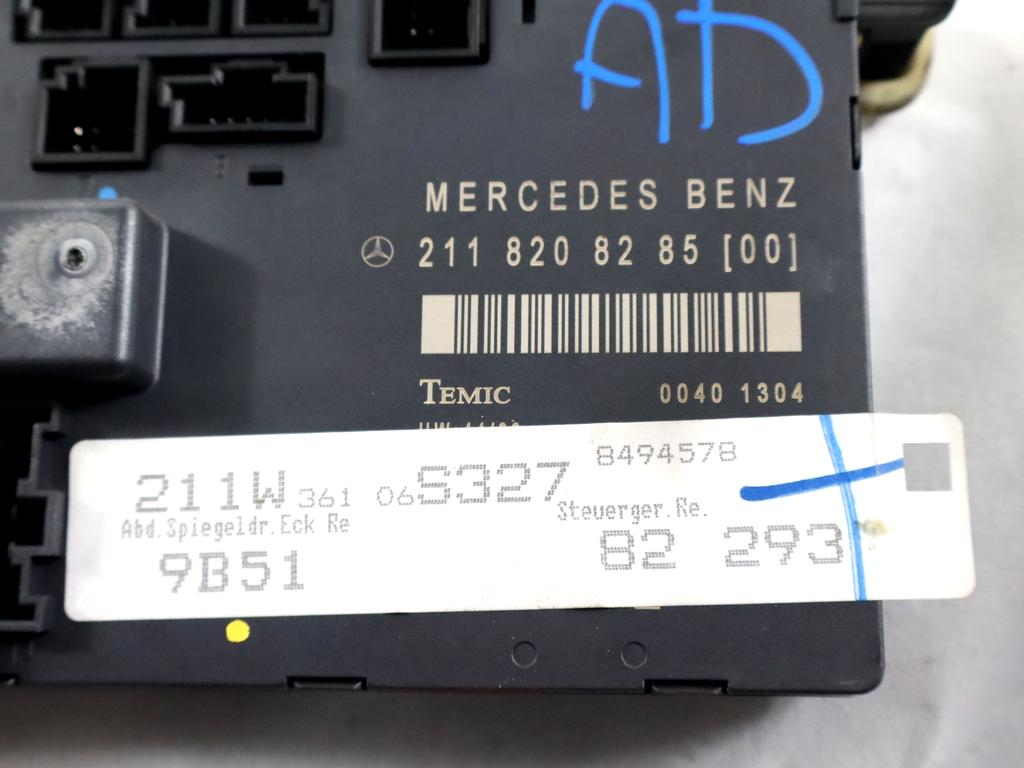 AD
MERCEDES BENZ
211 820 82 85 [00]
TEMIC 0040 1304
8494578
211W 361 06 S327
Abd.Spiegeldr.Eck Re Steuerger.Re.
9B51 82 293